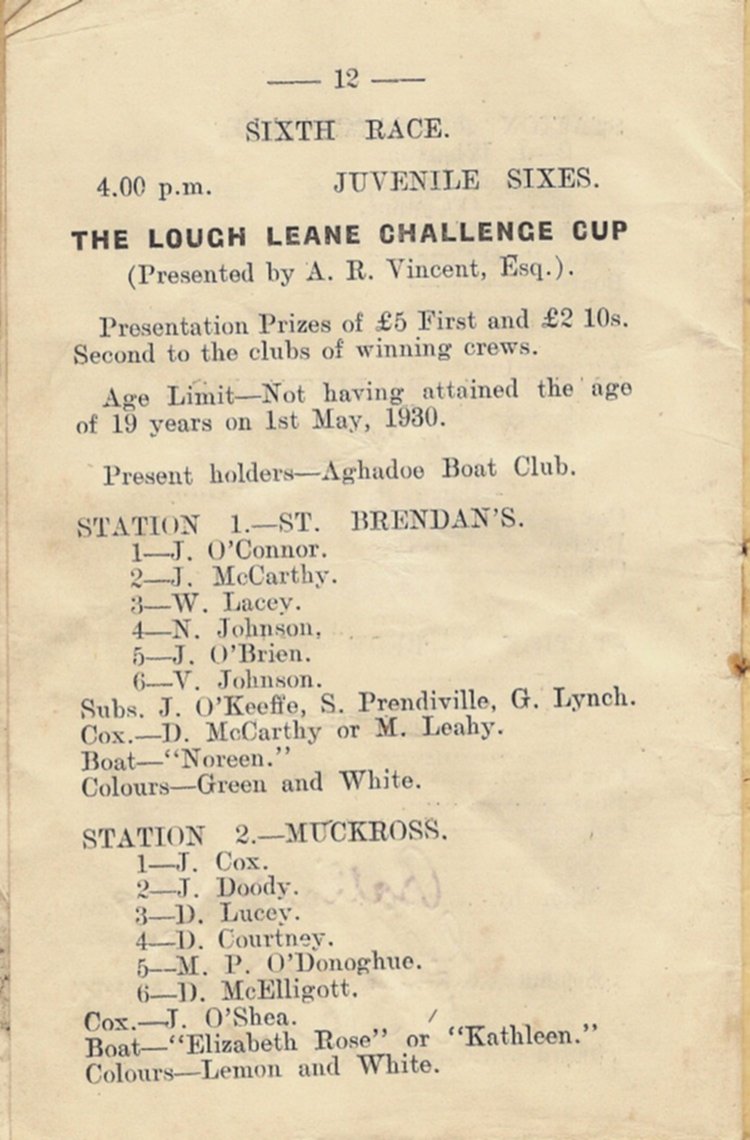 — 12 —
SIXTH RACE.
4.00 p.m. JUVENILE SIXES.
THE LOUGH LEANE CHALLENGE CUP
(Presented by A. R. Vincent, Esq.).
Presentation Prizes of £5 First and £2 10s.
Second to the clubs of winning crews.
Age Limit—Not having attained the age
of 19 years on 1st May, 1930.
Present holders—Aghadoe Boat Club.
STATION 1.—ST. BRENDAN'S.
1—J. O'Connor.
2—J. McCarthy.
3—W. Lacey.
4—N. Johnson,
5—J. O'Brien.
6—V. Johnson.
Subs. J. O'Keeffe, S. Prendiville, G. Lynch.
Cox.—D. McCarthy or M. Leahy.
Boat—"Noreen."
Colours—Green and White.
STATION 2.—MUCKROSS.
1—J. Cox.
2—J. Doody.
3—D. Lucey.
4—D. Courtney.
5—M. P. O'Donoghue.
6—D. McElligott.
Cox.—J. O'Shea.
Boat—"Elizabeth Rose" or "Kathleen."
Colours—Lemon and White.